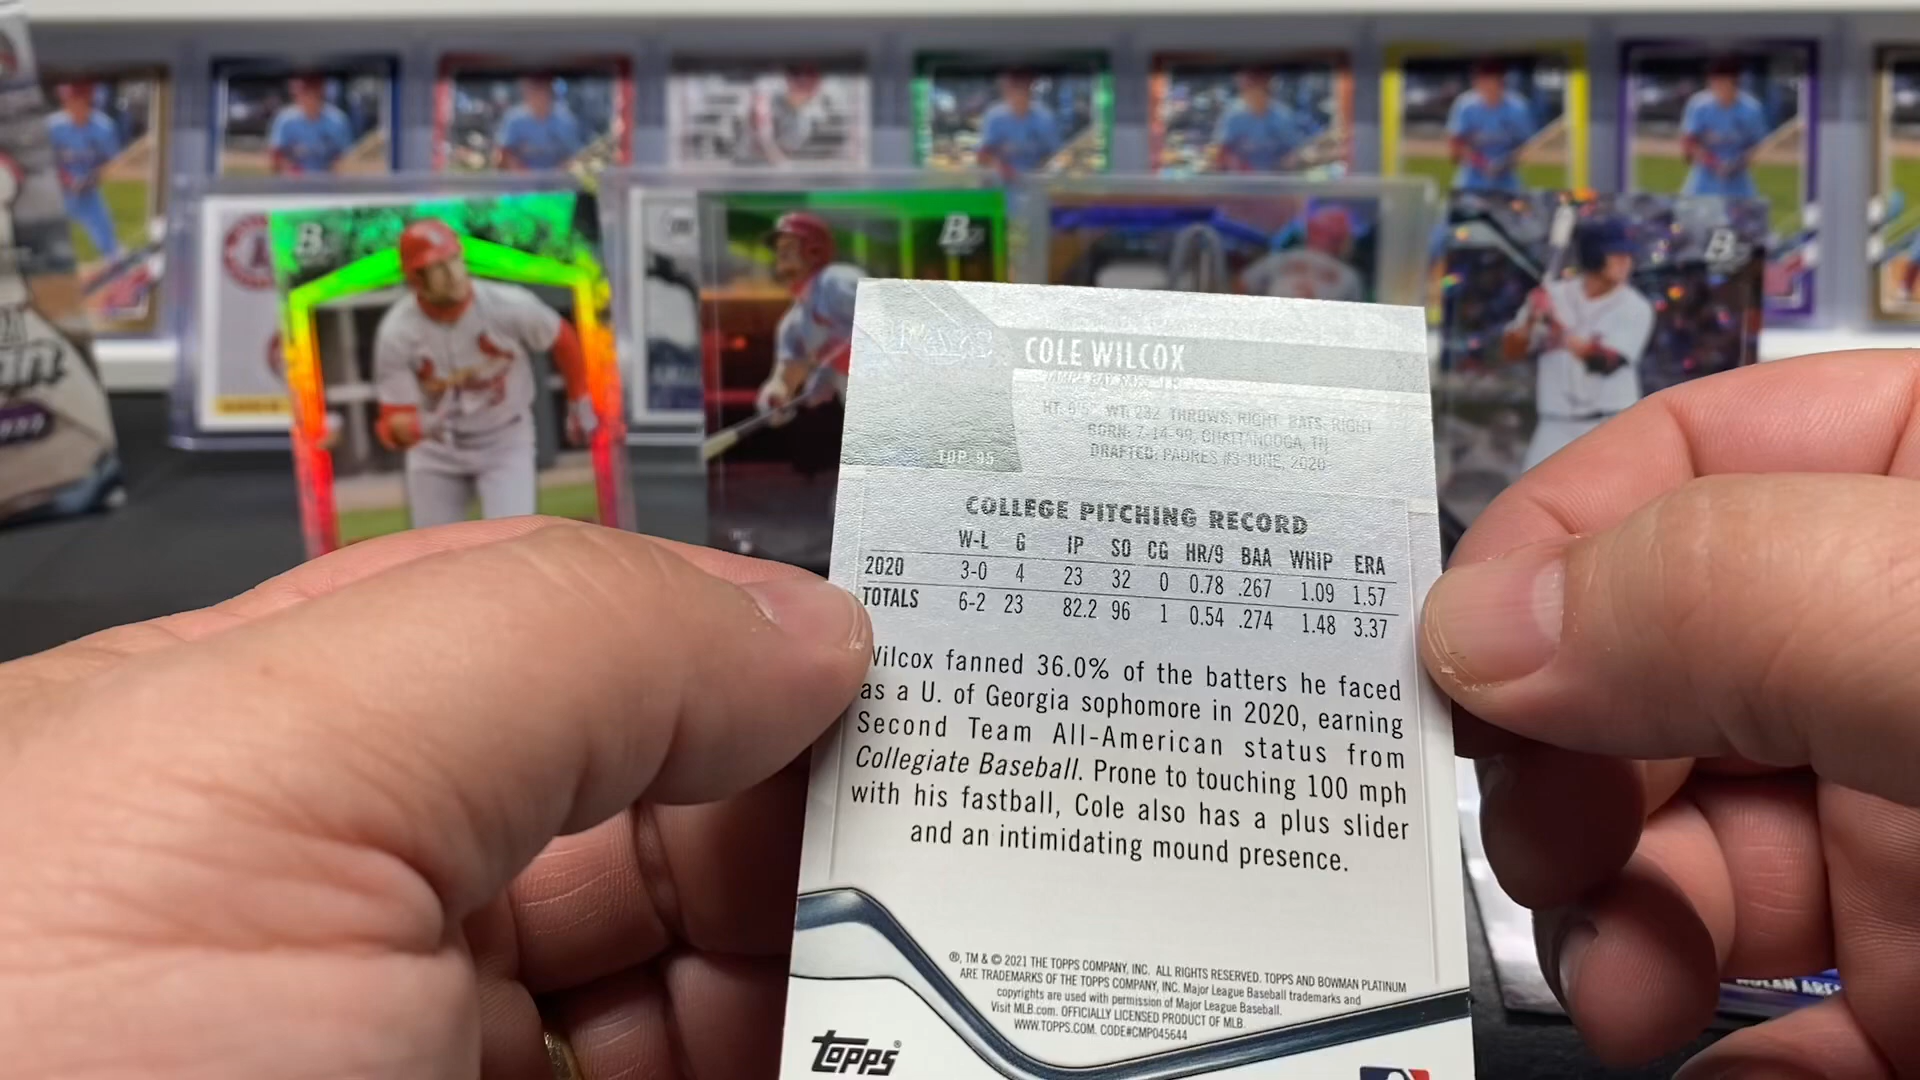 RAYS
COLE WILCOX
TAMPA BAY RAYS
HT: 6'5" WT: 232 THROWS: RIGHT BATS: RIGHT
BORN: 7-14-99, CHATTANOOGA, TN
DRAFTED: PADRES #3-JUNE, 2020
TOP-95
COLLEGE PITCHING RECORD
W-L G IP SO CG HR/9 BAA WHIP ERA
2020 3-0 4 23 32 0 0.78 .267 1.09 1.57
TOTALS 6-2 23 82.2 96 1 0.54 .274 1.48 3.37
Wilcox fanned 36.0% of the batters he faced
as a U. of Georgia sophomore in 2020, earning
Second Team All-American status from
Collegiate Baseball. Prone to touching 100 mph
with his fastball, Cole also has a plus slider
and an intimidating mound presence.
®, TM & © 2021 THE TOPPS COMPANY, INC. ALL RIGHTS RESERVED. TOPPS AND BOWMAN PLATINUM
ARE TRADEMARKS OF THE TOPPS COMPANY, INC. Major League Baseball trademarks and
copyrights are used with permission of Major League Baseball.
Visit MLB.com. OFFICIALLY LICENSED PRODUCT OF MLB.
WWW.TOPPS.COM. CODE#CMP045644
TOPPS®
B
B
B